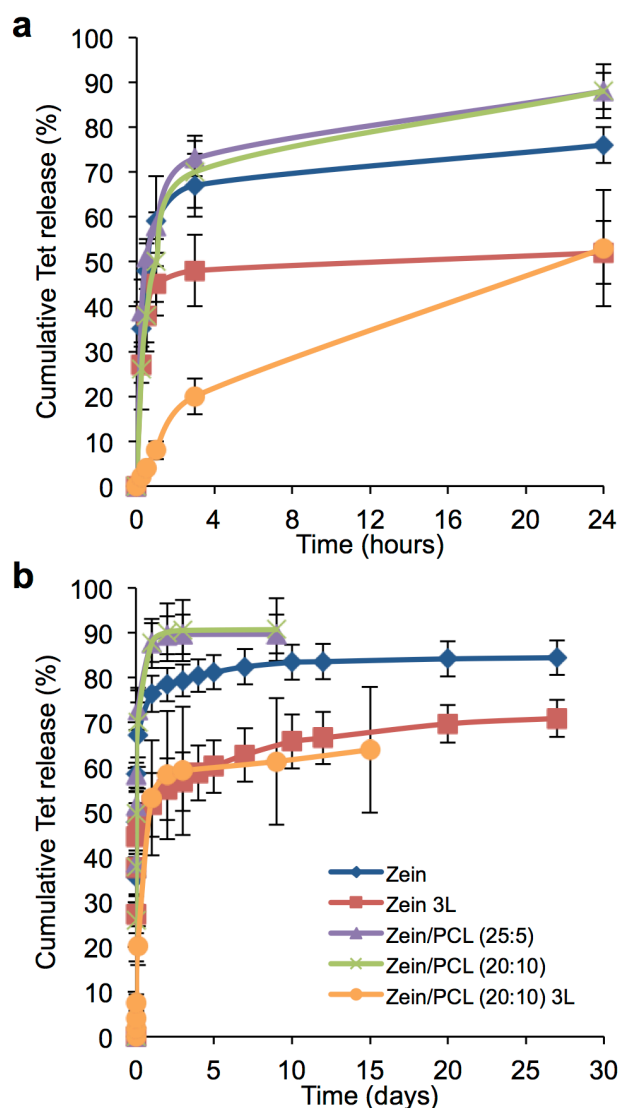 a
Cumulative Tet release (%)
100
90
80
70
60
50
40
30
20
10
0
0 4 8 12 16 20 24
Time (hours)
b
Cumulative Tet release (%)
100
90
80
70
60
50
40
30
20
10
0
Zein
Zein 3L
Zein/PCL (25:5)
Zein/PCL (20:10)
Zein/PCL (20:10) 3L
0 5 10 15 20 25 30
Time (days)